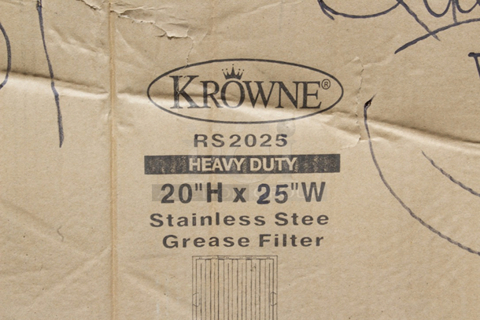 KROWNE®
RS2025
HEAVY DUTY
20"H x 25"W
Stainless Stee
Grease Filter